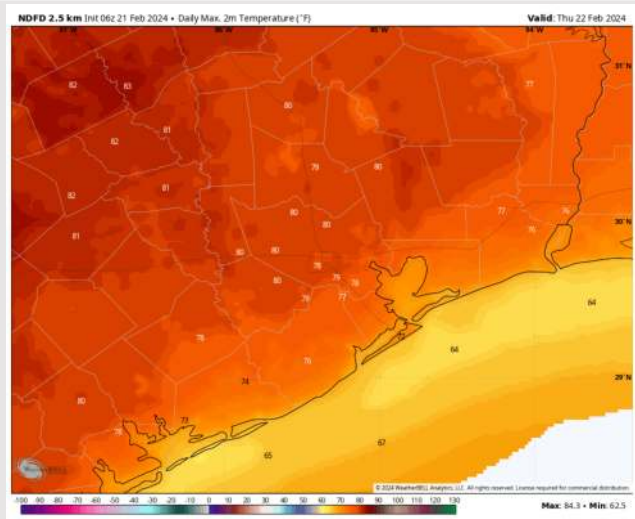 NDFD 2.5 km Init 06z 21 Feb 2024 • Daily Max. 2m Temperature (°F) Valid: Thu 22 Feb 2024
96°W 95°W 94°W
31°N
82 83 77
80
81
82
79 80
81
82
80 77 76
80 75 30°N
81
80 80
78
80 79 78
76 77
64
78
76 64
74 29°N
80
73
78
67
65
WeatherBELL
© 2024 WeatherBELL Analytics, LLC. All rights reserved. License required for commercial distribution.
-100 -90 -80 -70 -60 -50 -40 -30 -20 -10 0 10 20 30 40 50 60 70 80 90 100 110 120 130
Max: 84.3 • Min: 62.5